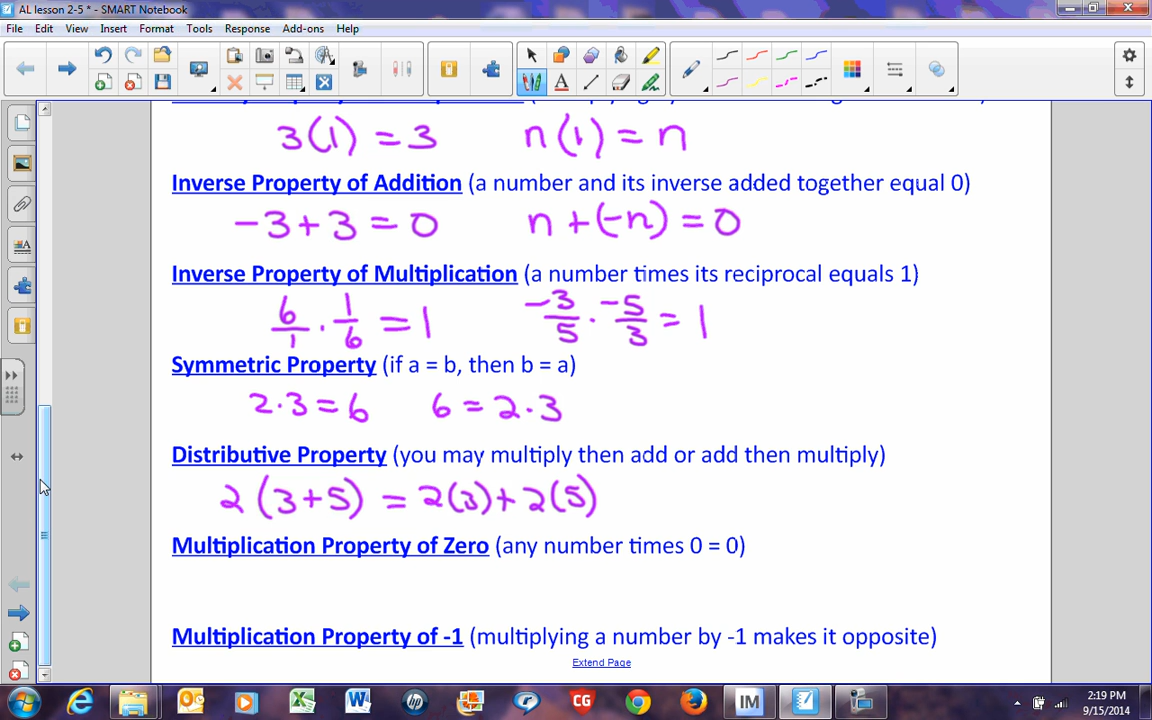 AL lesson 2-5 * - SMART Notebook
File Edit View Insert Format Tools Response Add-ons Help
3(1) = 3 n(1) = n
Inverse Property of Addition (a number and its inverse added together equal 0)
-3+3=0 n+(-n)=0
Inverse Property of Multiplication (a number times its reciprocal equals 1)
6/1 · 1/6 = 1 -3/5 · -5/3 = 1
Symmetric Property (if a = b, then b = a)
2·3=6 6=2·3
Distributive Property (you may multiply then add or add then multiply)
2(3+5) = 2(3)+2(5)
Multiplication Property of Zero (any number times 0 = 0)
Multiplication Property of -1 (multiplying a number by -1 makes it opposite)
Extend Page
CG IM
2:19 PM
9/15/2014